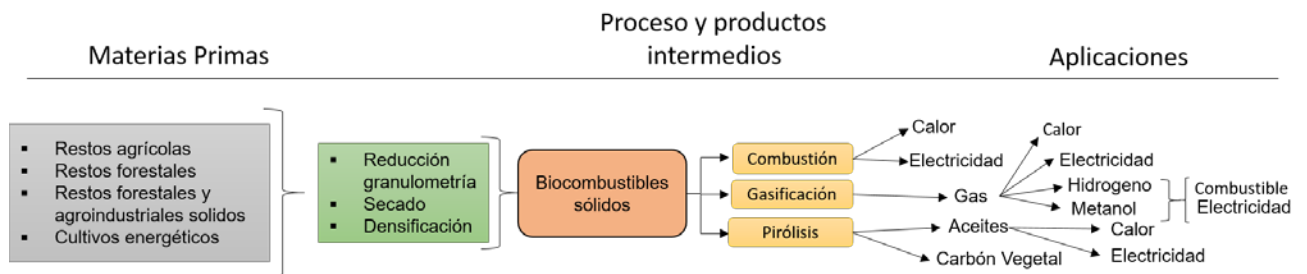 Materias Primas
Proceso y productos
intermedios
Aplicaciones
▪ Restos agrícolas
▪ Restos forestales
▪ Restos forestales y
agroindustriales solidos
▪ Cultivos energéticos
▪ Reducción
granulometría
▪ Secado
▪ Densificación
Biocombustibles
sólidos
Combustión
Calor
Electricidad
Gasificación
Gas
Calor
Electricidad
Hidrogeno
Metanol
Combustible
Electricidad
Pirólisis
Aceites
Calor
Electricidad
Carbón Vegetal